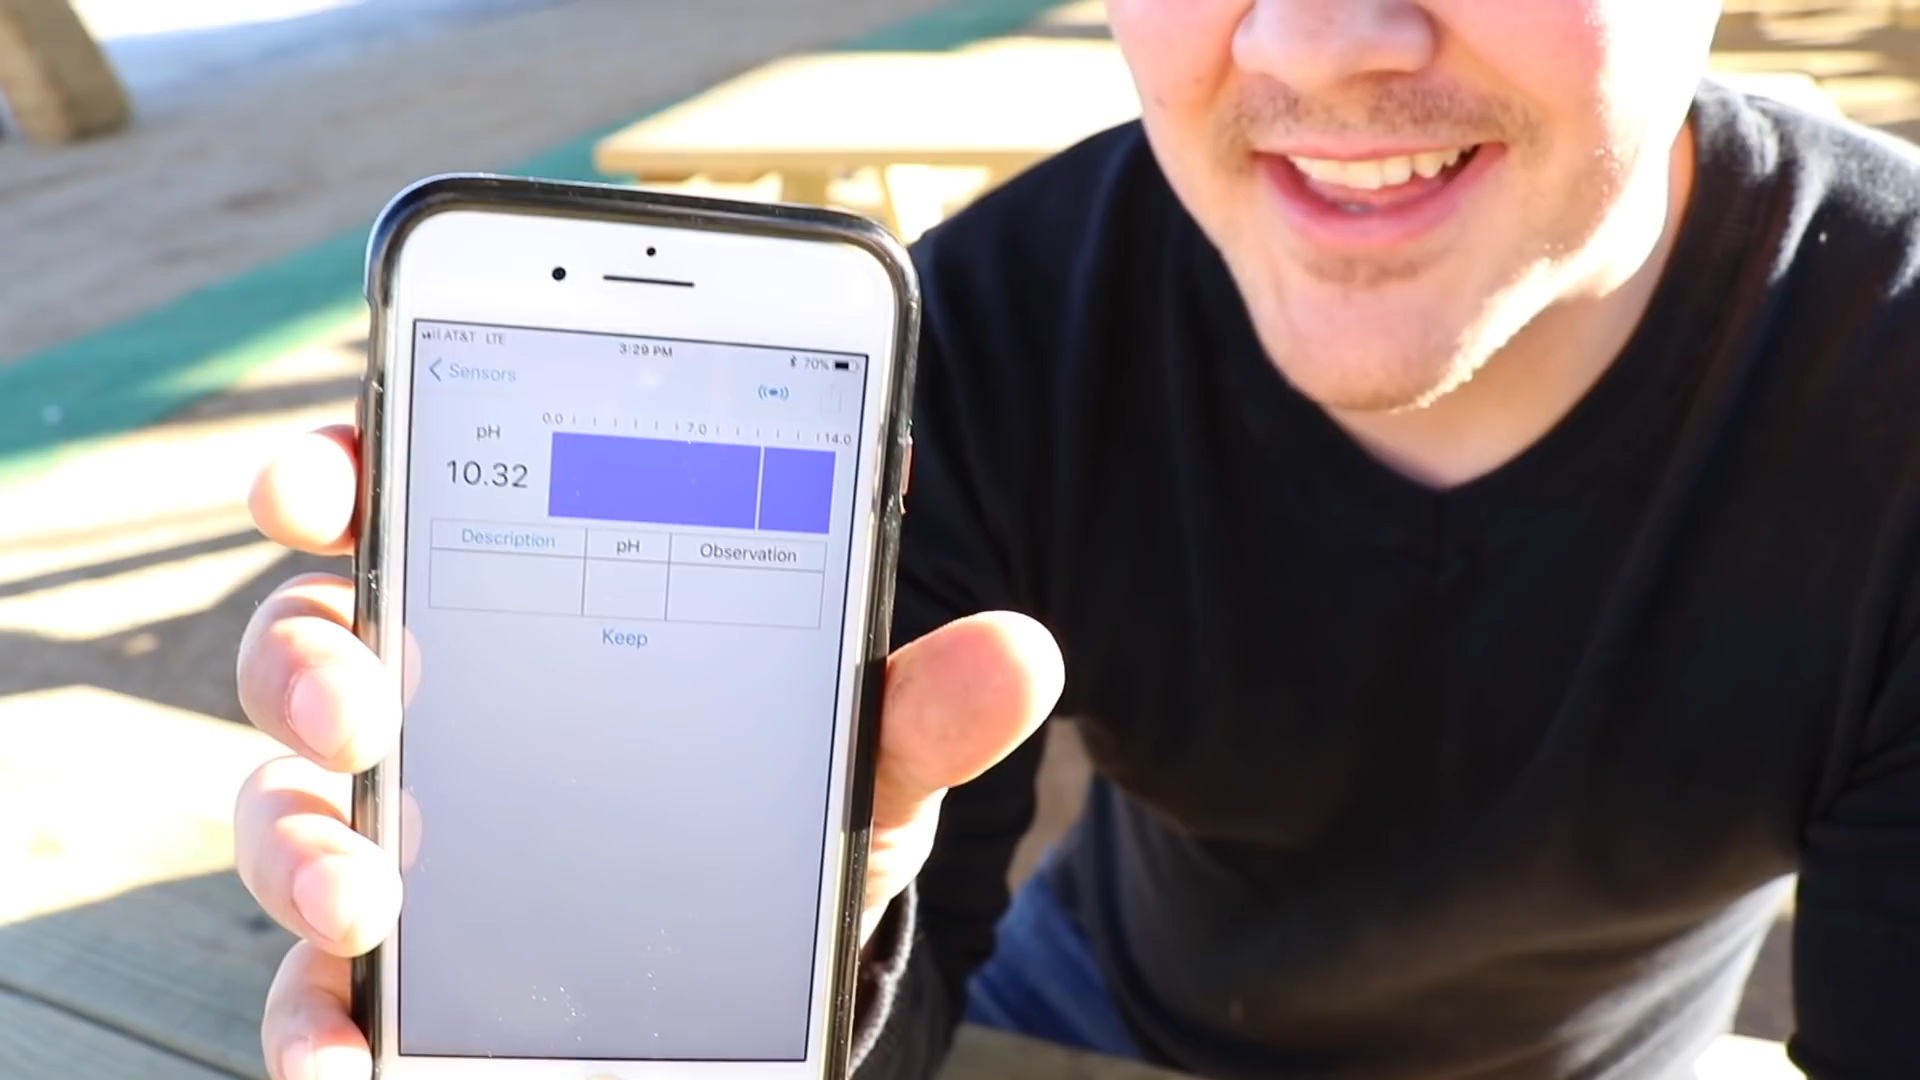 AT&T LTE
3:29 PM
70%
Sensors
pH
10.32
0.0
7.0
14.0
Description pH Observation
Keep